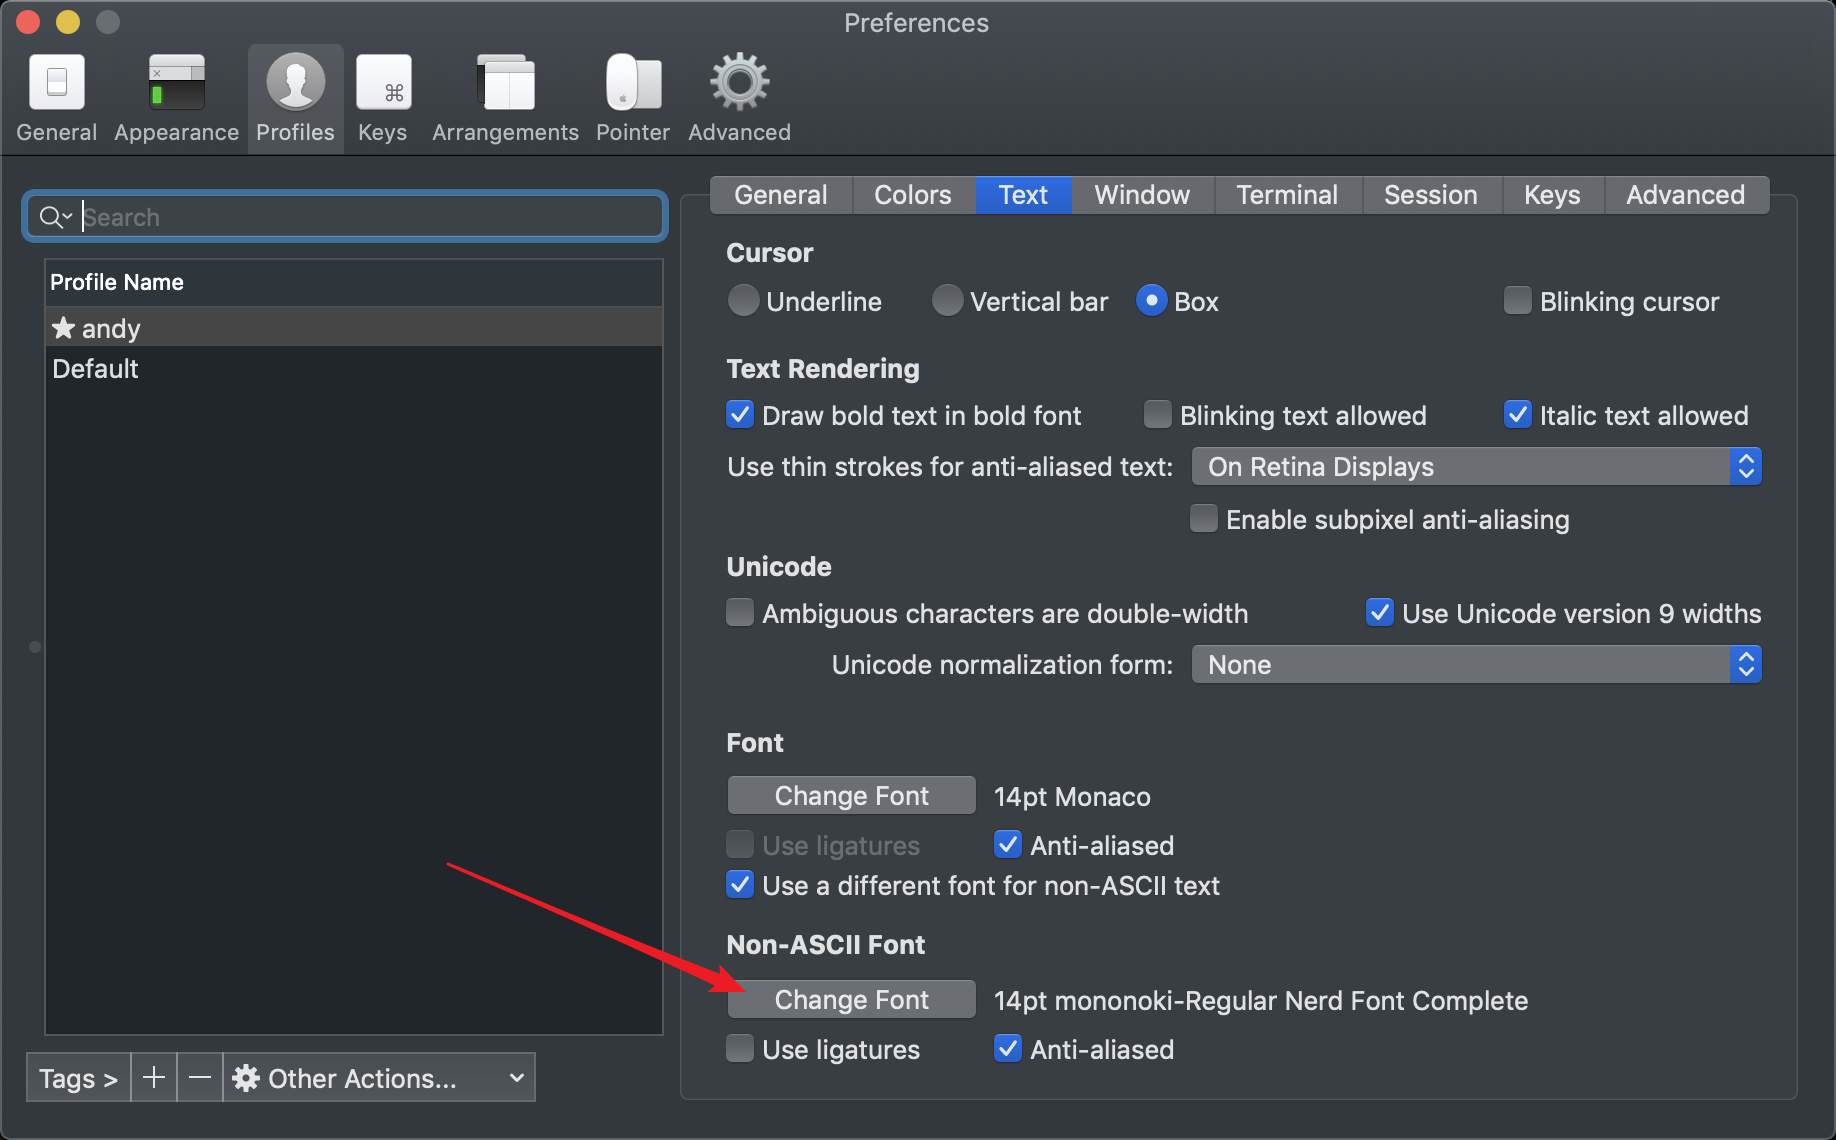 Preferences
General Appearance Profiles Keys Arrangements Pointer Advanced
Search
Profile Name
★ andy
Default
Tags > + − Other Actions...
General Colors Text Window Terminal Session Keys Advanced
Cursor
Underline Vertical bar Box Blinking cursor
Text Rendering
Draw bold text in bold font Blinking text allowed Italic text allowed
Use thin strokes for anti-aliased text: On Retina Displays
Enable subpixel anti-aliasing
Unicode
Ambiguous characters are double-width Use Unicode version 9 widths
Unicode normalization form: None
Font
Change Font 14pt Monaco
Use ligatures Anti-aliased
Use a different font for non-ASCII text
Non-ASCII Font
Change Font 14pt mononoki-Regular Nerd Font Complete
Use ligatures Anti-aliased